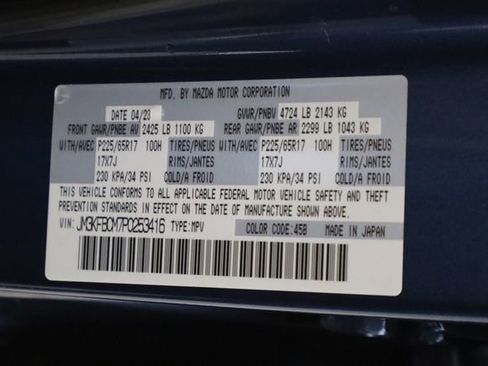 MFD. BY MAZDA MOTOR CORPORATION
DATE 04/23 GVWR/PNBV 4724 LB 2143 KG
FRONT GAWR/PNBE AV 2425 LB 1100 KG REAR GAWR/PNBE AR 2299 LB 1043 KG
WITH/AVEC P225/65R17 100H TIRES/PNEUS WITH/AVEC P225/65R17 100H TIRES/PNEUS
17X7J RIMS/JANTES 17X7J RIMS/JANTES
230 KPA/34 PSI COLD/A FROID 230 KPA/34 PSI COLD/A FROID
THIS VEHICLE CONFORMS TO ALL APPLICABLE FEDERAL MOTOR VEHICLE SAFETY AND THEFT
PREVENTION STANDARDS IN EFFECT ON THE DATE OF MANUFACTURE SHOWN ABOVE.
VIN: JM3KFBCM7P0253416 TYPE: MPV COLOR CODE: 45B MADE IN JAPAN